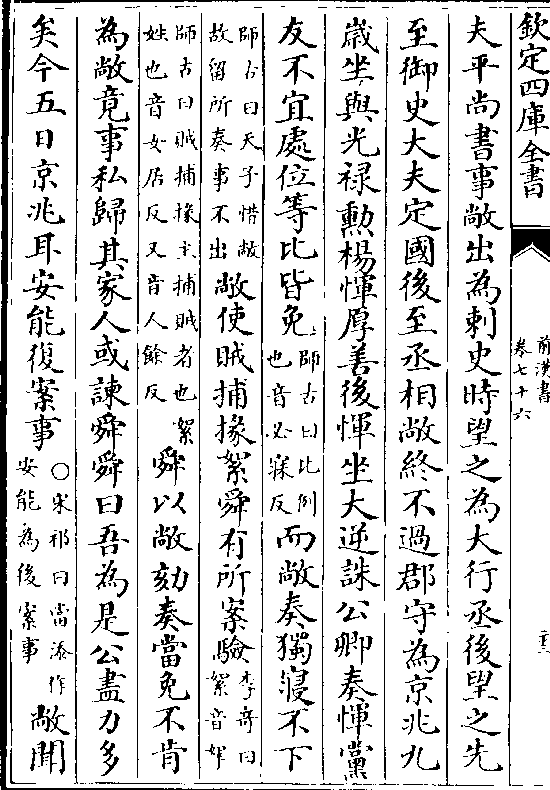 欽定四庫全書
前漢書
卷七十六
夫平尚書事敞出為刺史時望之為大行丞後望之先
至御史大夫定國後至丞相敞終不過郡守為京兆九
嵗坐與光祿勲楊惲厚善後惲坐大逆誅公卿奏惲黨
友不宜處位等比皆免師古曰比例也音必寐反而敞奏獨寑不下
師古曰天子惜敞故留所奏事不出敞使賊捕掾絮舜有所案驗李奇曰絮音
師古曰賊捕掾主捕賊者也絮姓也音女居反又音人餘反舜以敞劾奏當免不肯
為敞竟事私歸其家人或諫舜舜曰吾為是公盡力多
矣今五日京兆耳安能復案事○宋祁曰當添作安能為後案事敞聞